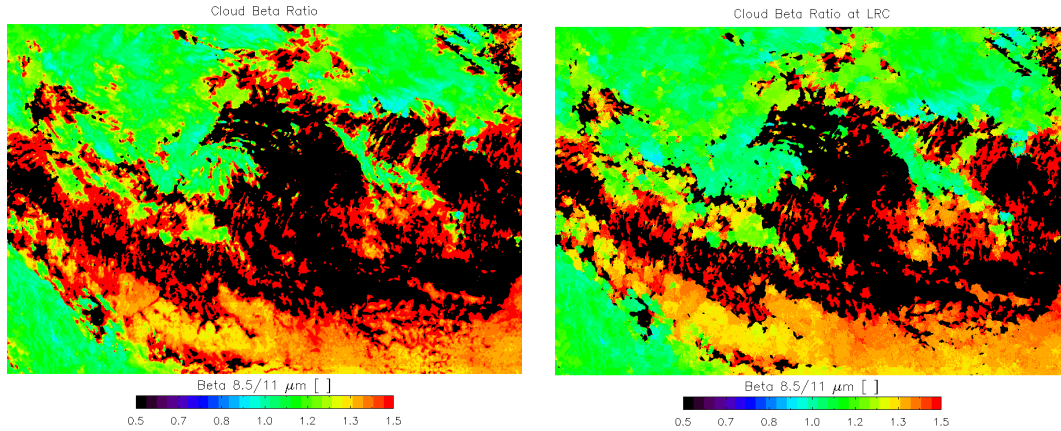 Cloud Beta Ratio
Beta 8.5/11 μm [ ]
0.5 0.7 0.8 1.0 1.2 1.3 1.5
Cloud Beta Ratio at LRC
Beta 8.5/11 μm [ ]
0.5 0.7 0.8 1.0 1.2 1.3 1.5